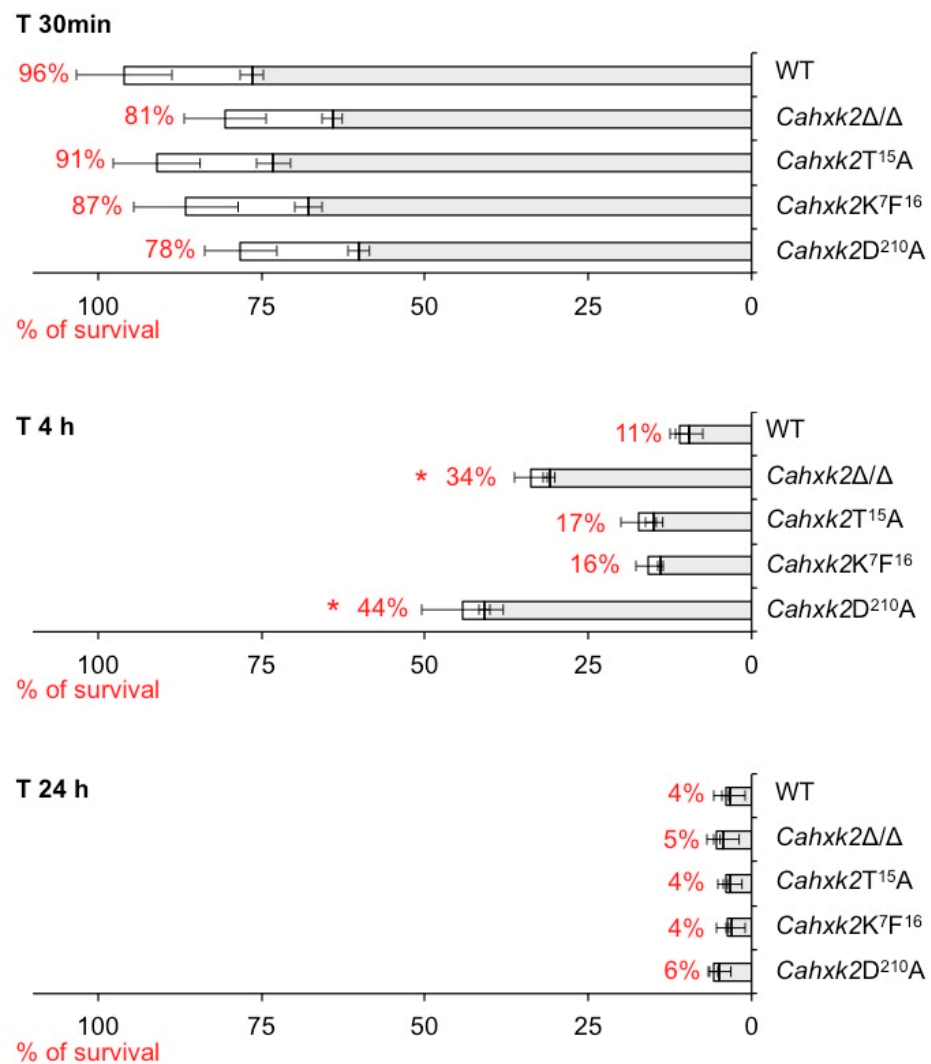 T 30min
96% WT
81% Cahxk2Δ/Δ
91% Cahxk2T¹⁵A
87% Cahxk2K⁷F¹⁶
78% Cahxk2D²¹⁰A
100 75 50 25 0
% of survival
T 4 h
11% WT
* 34% Cahxk2Δ/Δ
17% Cahxk2T¹⁵A
16% Cahxk2K⁷F¹⁶
* 44% Cahxk2D²¹⁰A
100 75 50 25 0
% of survival
T 24 h
4% WT
5% Cahxk2Δ/Δ
4% Cahxk2T¹⁵A
4% Cahxk2K⁷F¹⁶
6% Cahxk2D²¹⁰A
100 75 50 25 0
% of survival